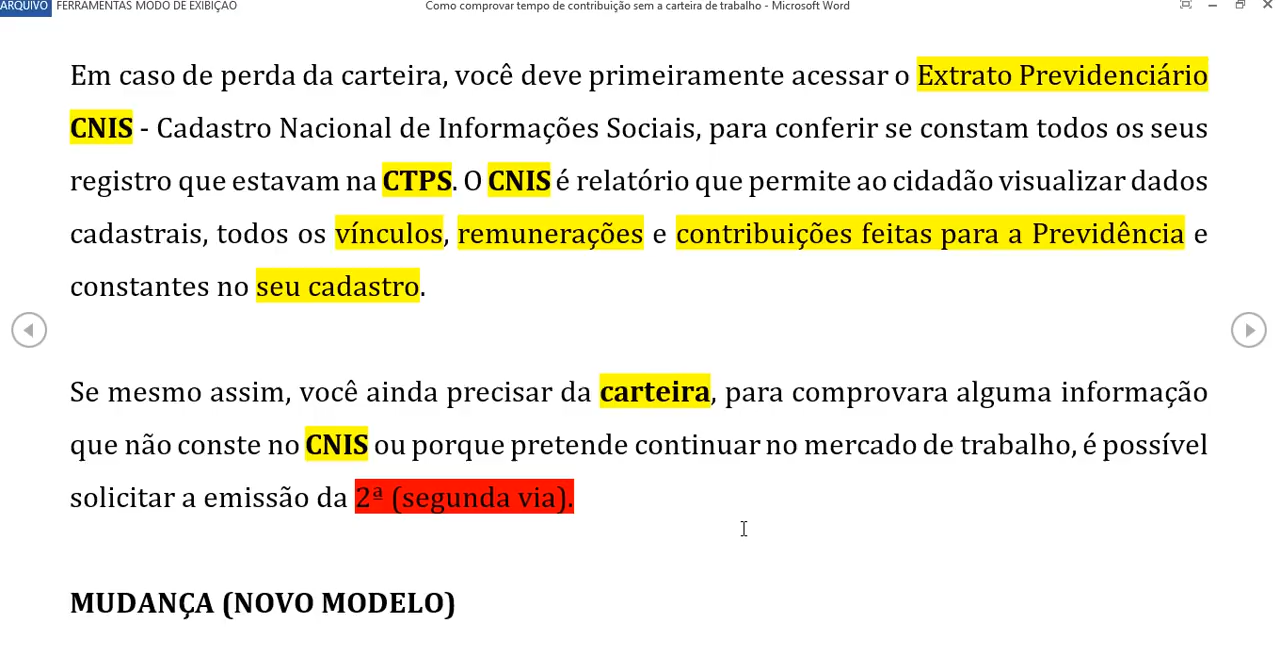 ARQUIVO FERRAMENTAS MODO DE EXIBIÇÃO Como comprovar tempo de contribuição sem a carteira de trabalho - Microsoft Word
Em caso de perda da carteira, você deve primeiramente acessar o Extrato Previdenciário
CNIS - Cadastro Nacional de Informações Sociais, para conferir se constam todos os seus
registro que estavam na CTPS. O CNIS é relatório que permite ao cidadão visualizar dados
cadastrais, todos os vínculos, remunerações e contribuições feitas para a Previdência e
constantes no seu cadastro.
Se mesmo assim, você ainda precisar da carteira, para comprovara alguma informação
que não conste no CNIS ou porque pretende continuar no mercado de trabalho, é possível
solicitar a emissão da 2ª (segunda via).
MUDANÇA (NOVO MODELO)